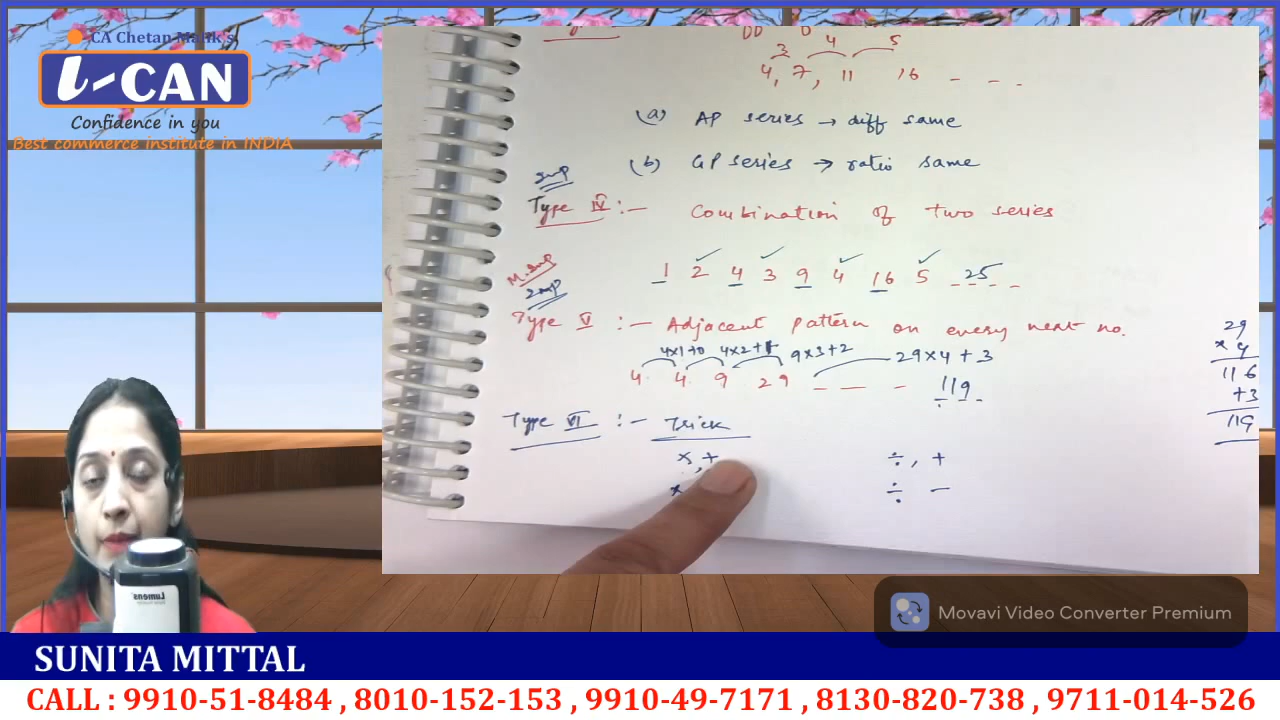 CA Chetan Malik's
i-CAN
Confidence in you
Best commerce institute in INDIA
3 4 5
4, 7, 11 16 _ _ _
(a) AP series → diff same
(b) GP series → ratio same
Imp
Type IV :- Combination of two series
M. Imp
1 2 4 3 9 4 16 5 25
Imp
Type V :- Adjacent pattern on every next no.
4x1+0 4x2+1 9x3+2 29x4+3
4 4 9 29 _ _ _ 119
29
x 4
116
+3
119
Type VI :- Trick
x, + ÷, +
x ÷ −
Lumens
Movavi Video Converter Premium
SUNITA MITTAL
CALL : 9910-51-8484 , 8010-152-153 , 9910-49-7171 , 8130-820-738 , 9711-014-526